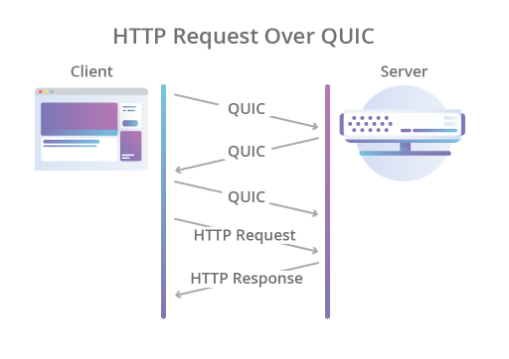 HTTP Request Over QUIC
Client
Server
QUIC
QUIC
QUIC
HTTP Request
HTTP Response